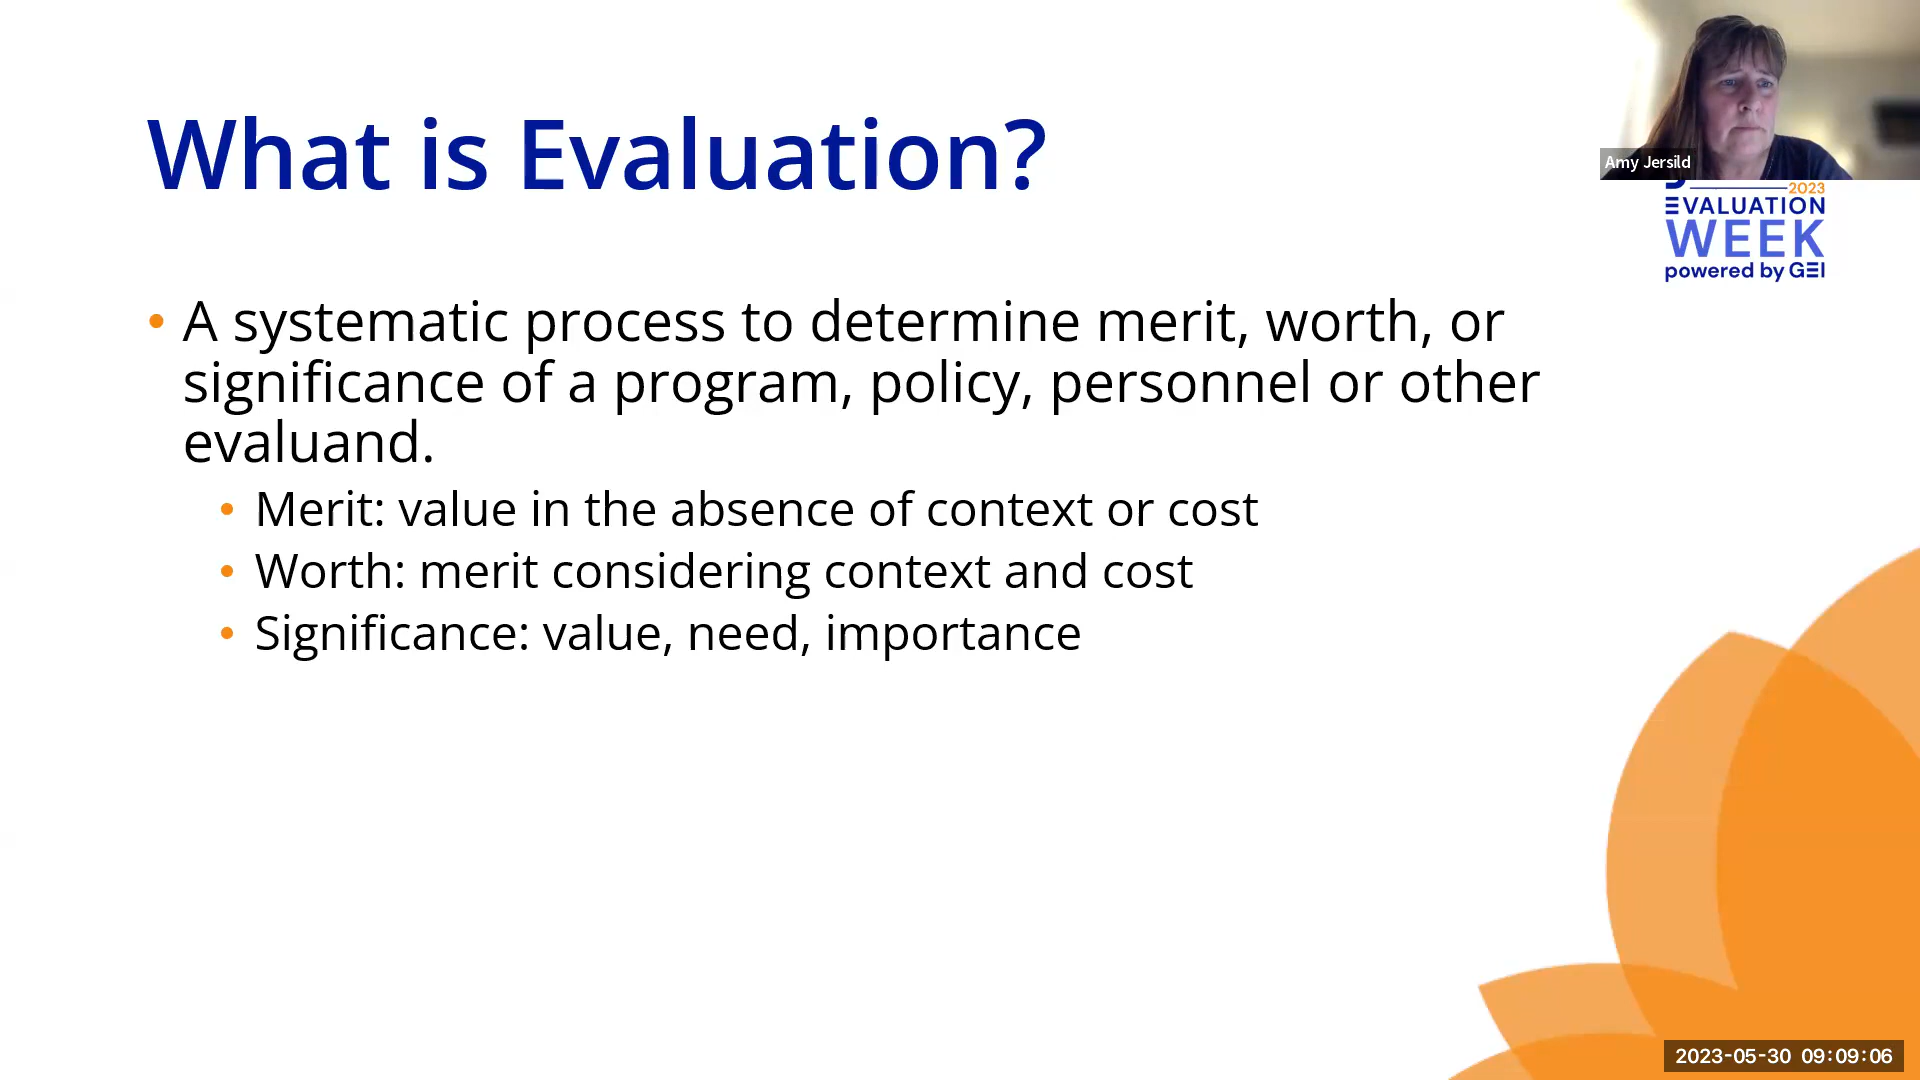 What is Evaluation?
Amy Jersild
2023
EVALUATION
WEEK
powered by GEI
• A systematic process to determine merit, worth, or
significance of a program, policy, personnel or other
evaluand.
• Merit: value in the absence of context or cost
• Worth: merit considering context and cost
• Significance: value, need, importance
2023-05-30 09:09:06